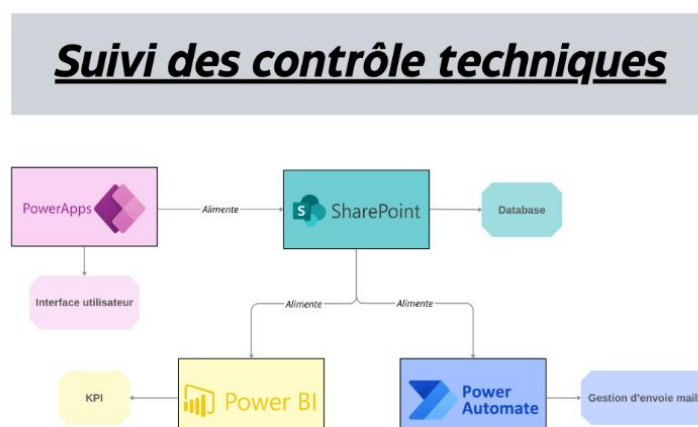 Suivi des contrôle techniques
PowerApps
Alimente
SharePoint
Database
Interface utilisateur
Alimente
Alimente
KPI
Power BI
Power
Automate
Gestion d'envoie mail